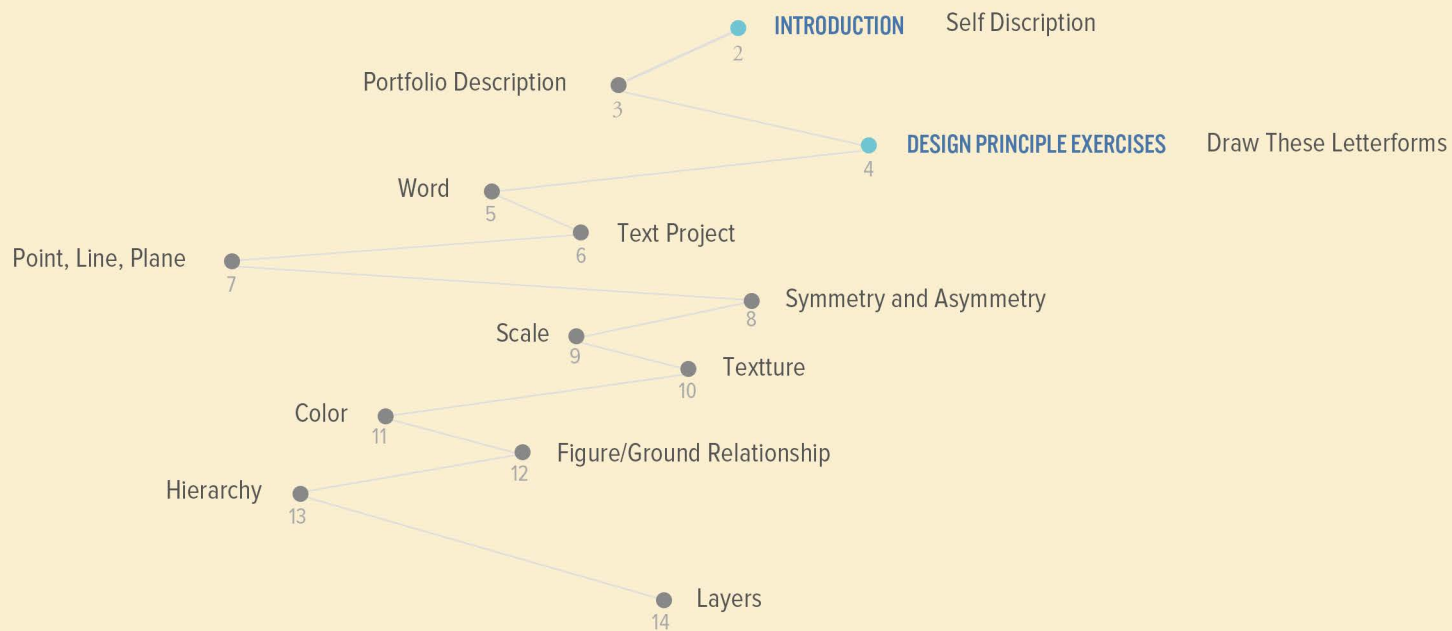 INTRODUCTION Self Discription
2
Portfolio Description
3
DESIGN PRINCIPLE EXERCISES Draw These Letterforms
4
Word
5
Text Project
6
Point, Line, Plane
7
Symmetry and Asymmetry
8
Scale
9
Textture
10
Color
11
Figure/Ground Relationship
12
Hierarchy
13
Layers
14